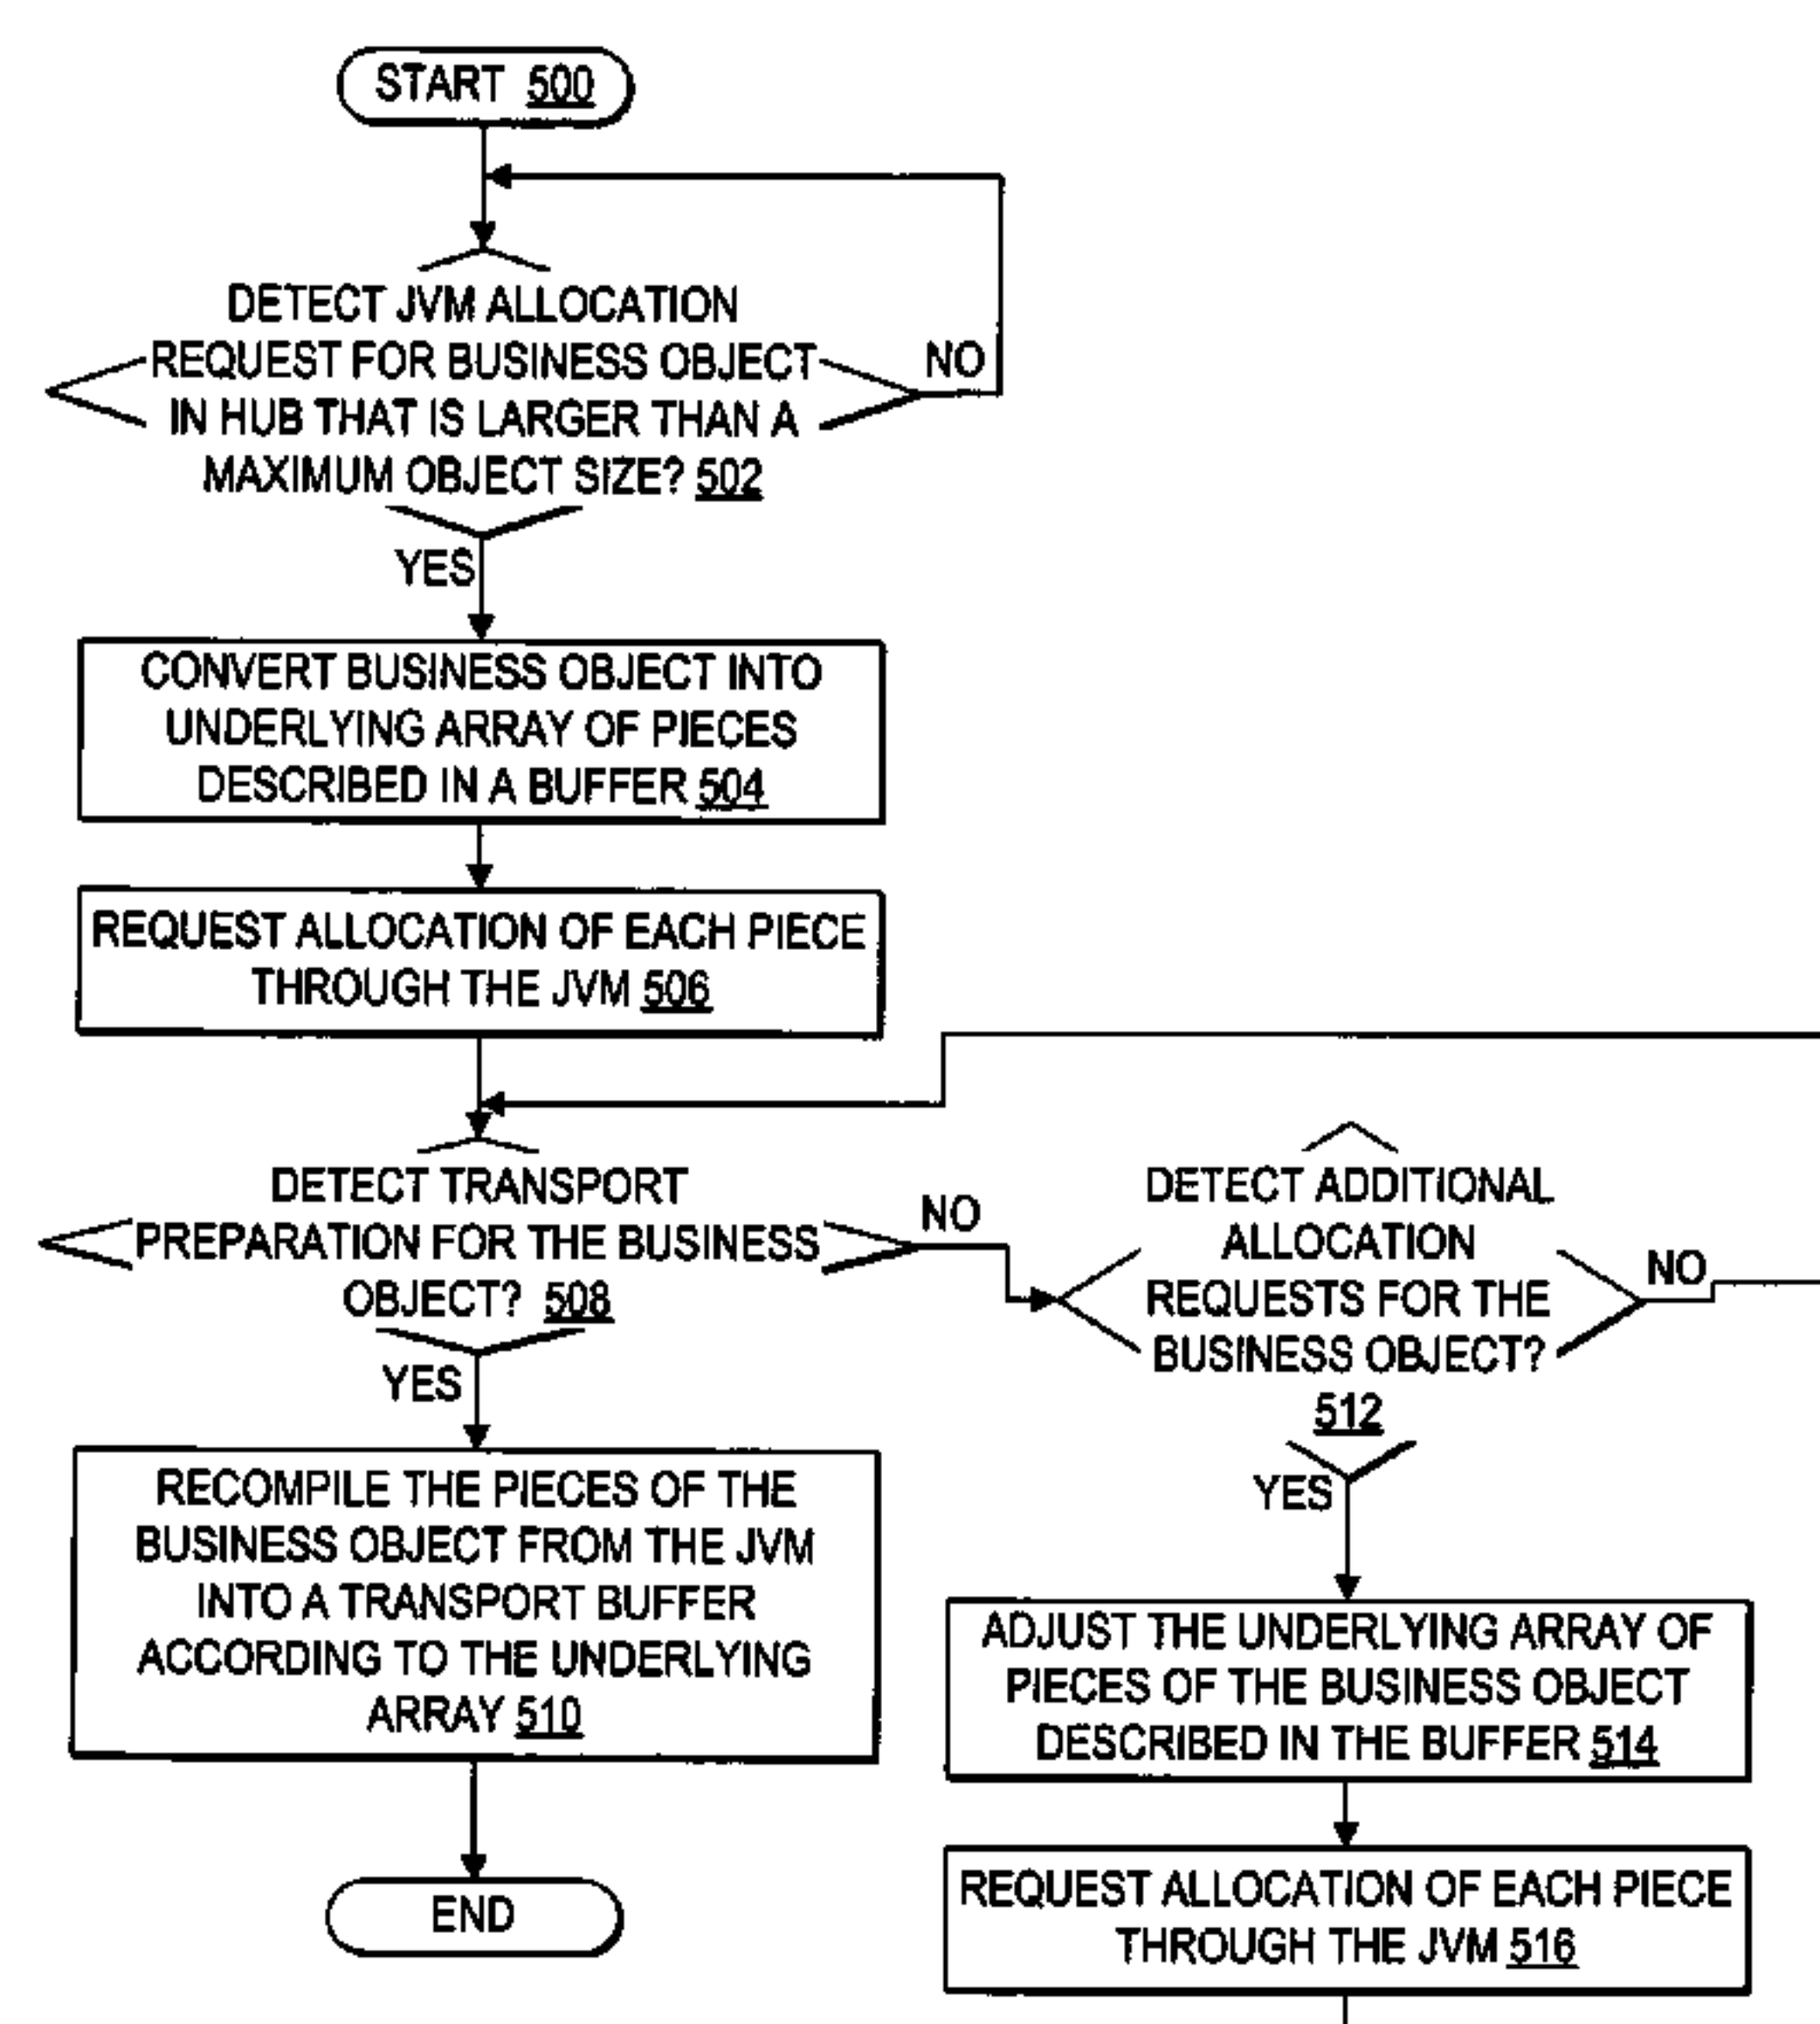 START 500
DETECT JVM ALLOCATION
REQUEST FOR BUSINESS OBJECT
IN HUB THAT IS LARGER THAN A
MAXIMUM OBJECT SIZE? 502
NO
YES
CONVERT BUSINESS OBJECT INTO
UNDERLYING ARRAY OF PIECES
DESCRIBED IN A BUFFER 504
REQUEST ALLOCATION OF EACH PIECE
THROUGH THE JVM 506
DETECT TRANSPORT
PREPARATION FOR THE BUSINESS
OBJECT? 508
NO
YES
RECOMPILE THE PIECES OF THE
BUSINESS OBJECT FROM THE JVM
INTO A TRANSPORT BUFFER
ACCORDING TO THE UNDERLYING
ARRAY 510
END
DETECT ADDITIONAL
ALLOCATION
REQUESTS FOR THE
BUSINESS OBJECT?
512
NO
YES
ADJUST THE UNDERLYING ARRAY OF
PIECES OF THE BUSINESS OBJECT
DESCRIBED IN THE BUFFER 514
REQUEST ALLOCATION OF EACH PIECE
THROUGH THE JVM 516